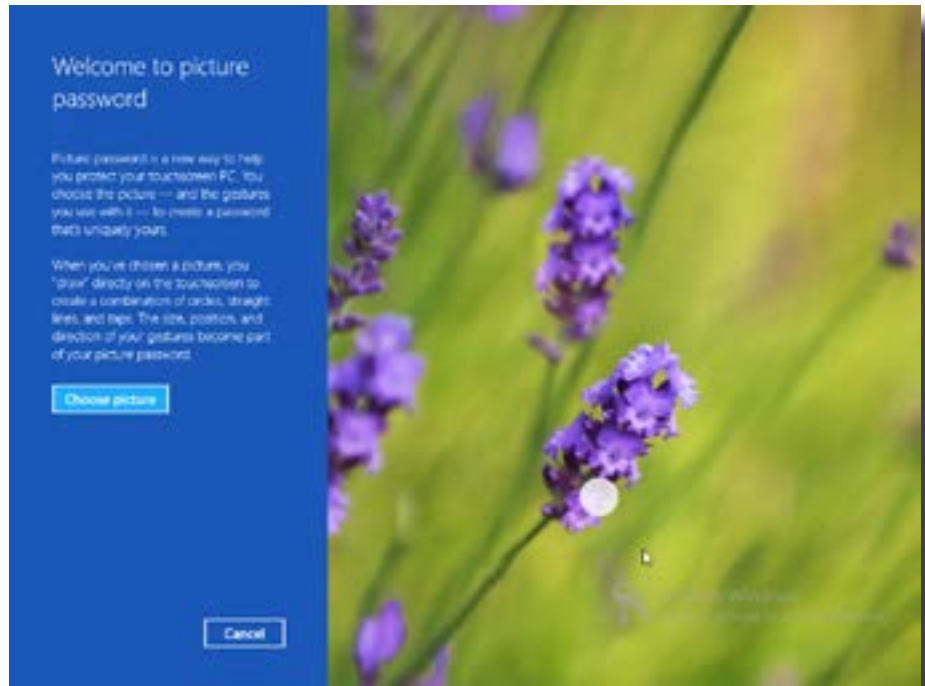 Welcome to picture
password
Picture password is a new way to help
you protect your touchscreen PC. You
choose the picture — and the gestures
you use with it — to create a password
that's uniquely yours.
When you've chosen a picture, you
"draw" directly on the touchscreen to
create a combination of circles, straight
lines, and taps. The size, position, and
direction of your gestures become part
of your picture password.
Choose picture
Cancel
Windows